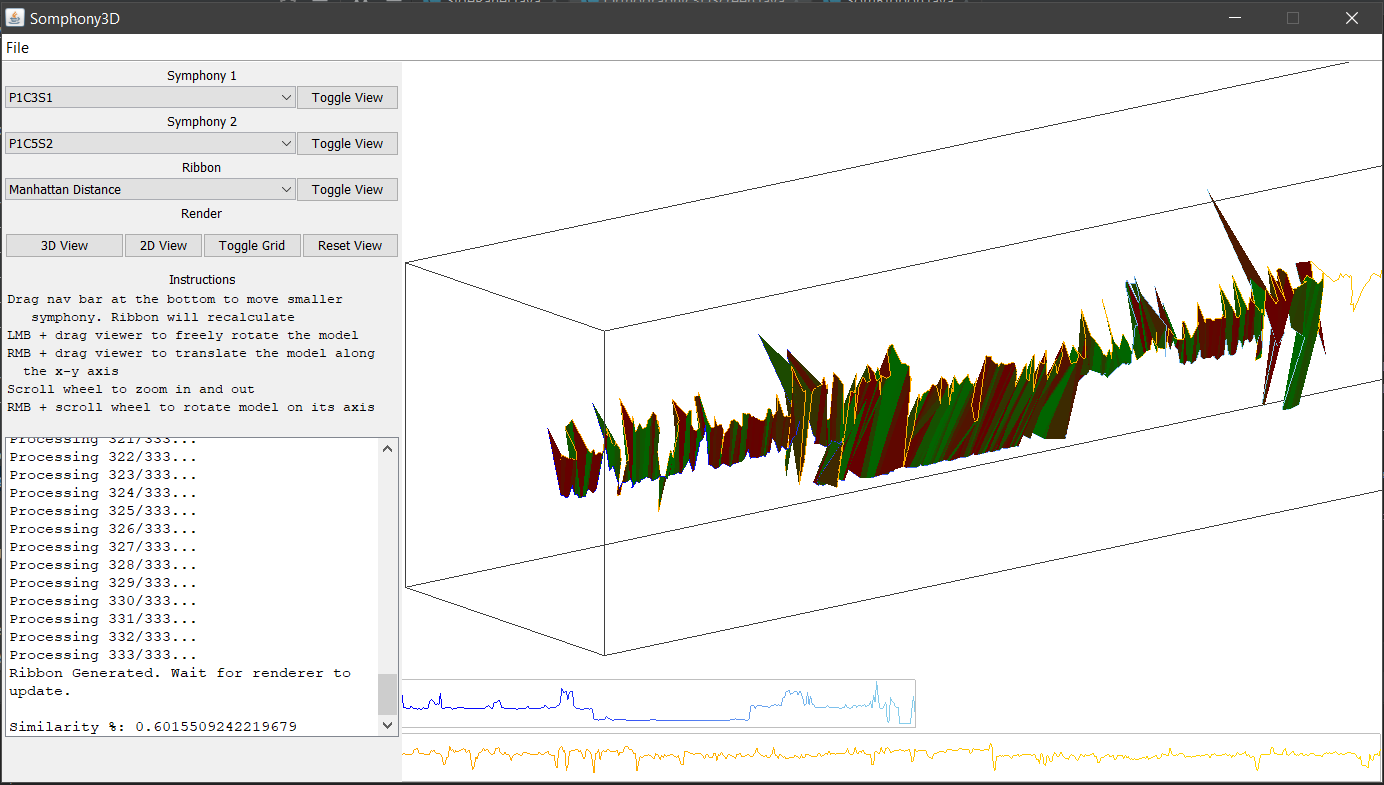 Somphony3D
File
Symphony 1
P1C3S1
Toggle View
Symphony 2
P1C5S2
Toggle View
Ribbon
Manhattan Distance
Toggle View
Render
3D View
2D View
Toggle Grid
Reset View
Instructions
Drag nav bar at the bottom to move smaller
symphony. Ribbon will recalculate
LMB + drag viewer to freely rotate the model
RMB + drag viewer to translate the model along
the x-y axis
Scroll wheel to zoom in and out
RMB + scroll wheel to rotate model on its axis
Processing 321/333...
Processing 322/333...
Processing 323/333...
Processing 324/333...
Processing 325/333...
Processing 326/333...
Processing 327/333...
Processing 328/333...
Processing 329/333...
Processing 330/333...
Processing 331/333...
Processing 332/333...
Processing 333/333...
Ribbon Generated. Wait for renderer to
update.
Similarity %: 0.6015509242219679